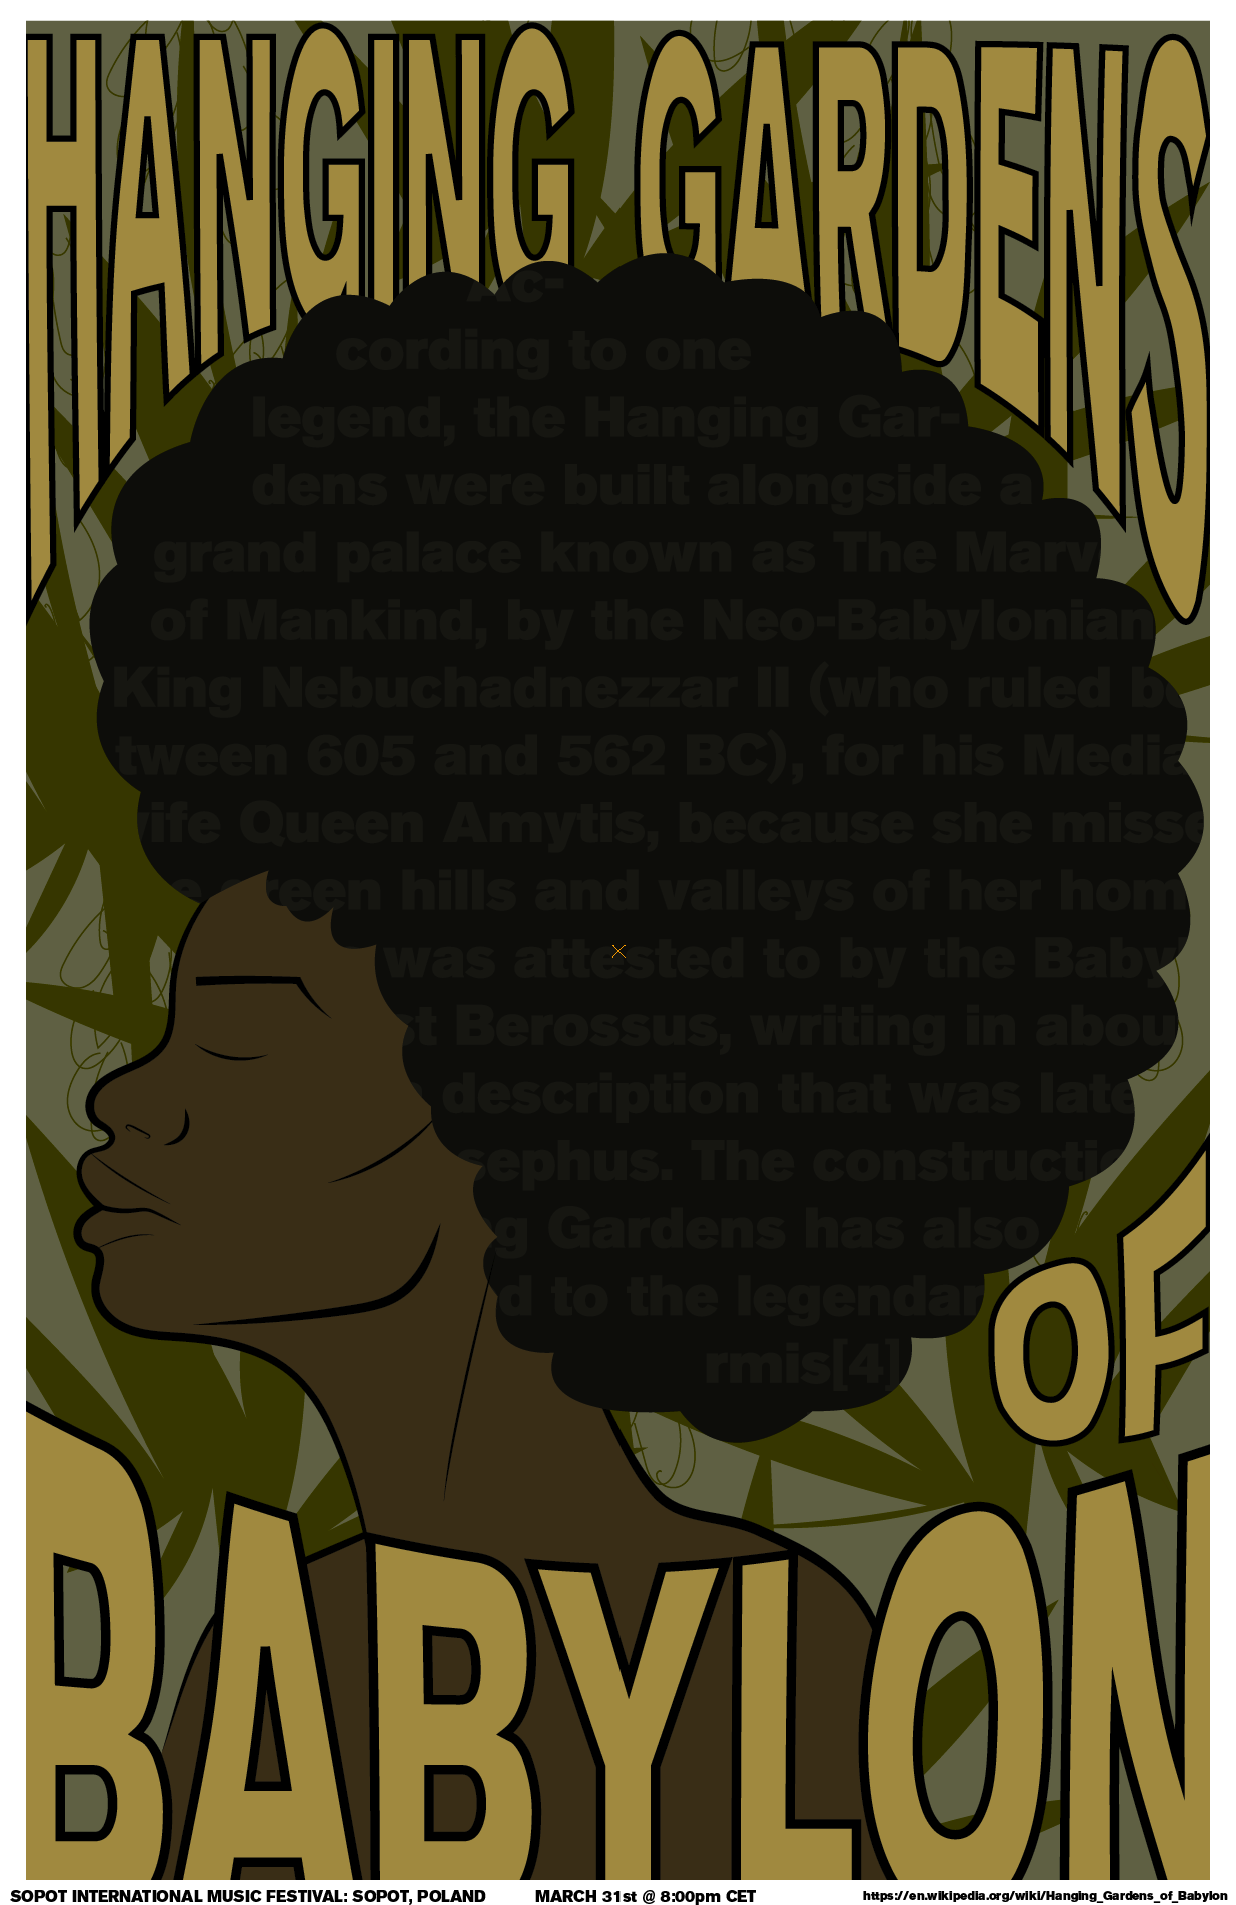 HANGING GARDENS
Ac-
cording to one
legend, the Hanging Gar-
dens were built alongside a
grand palace known as The Marv
of Mankind, by the Neo-Babylonian
King Nebuchadnezzar II (who ruled be
tween 605 and 562 BC), for his Media
wife Queen Amytis, because she misse
e green hills and valleys of her hom
was attested to by the Baby
st Berossus, writing in abou
description that was late
sephus. The constructi
g Gardens has also
d to the legendar
rmis[4]
OF
BABYLON
SOPOT INTERNATIONAL MUSIC FESTIVAL: SOPOT, POLAND MARCH 31st @ 8:00pm CET https://en.wikipedia.org/wiki/Hanging_Gardens_of_Babylon